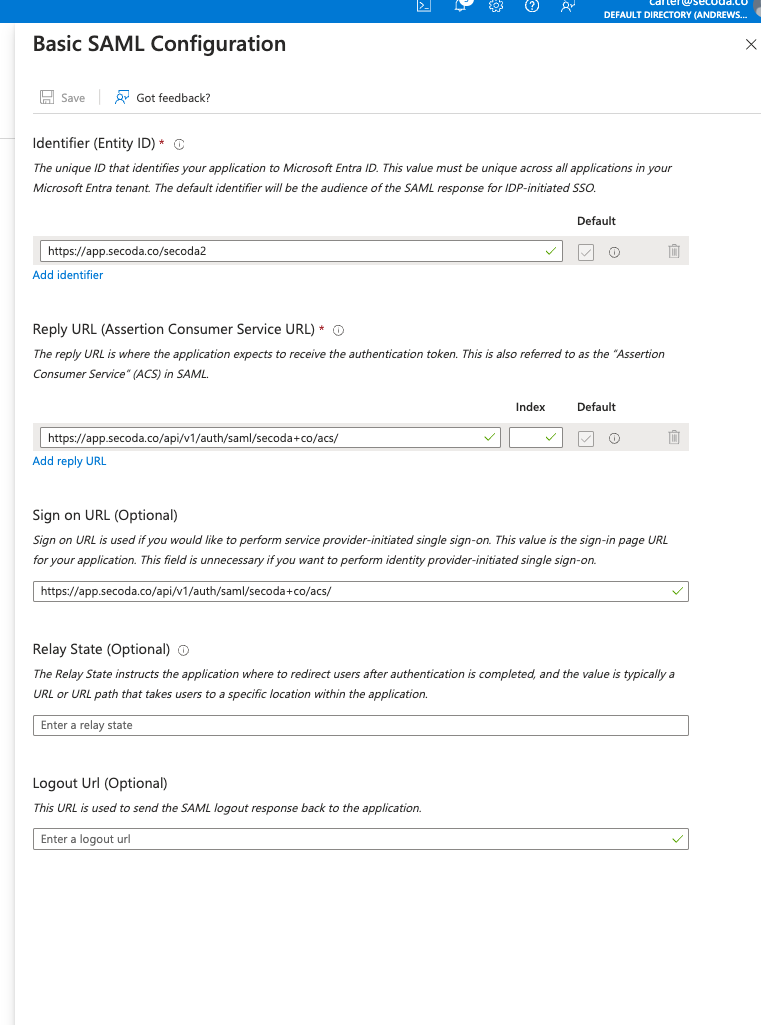 carter@secoda.co
DEFAULT DIRECTORY (ANDREWS...
Basic SAML Configuration
Save
Got feedback?
Identifier (Entity ID) *
The unique ID that identifies your application to Microsoft Entra ID. This value must be unique across all applications in your
Microsoft Entra tenant. The default identifier will be the audience of the SAML response for IDP-initiated SSO.
Default
https://app.secoda.co/secoda2
Add identifier
Reply URL (Assertion Consumer Service URL) *
The reply URL is where the application expects to receive the authentication token. This is also referred to as the “Assertion
Consumer Service” (ACS) in SAML.
Index Default
https://app.secoda.co/api/v1/auth/saml/secoda+co/acs/
Add reply URL
Sign on URL (Optional)
Sign on URL is used if you would like to perform service provider-initiated single sign-on. This value is the sign-in page URL
for your application. This field is unnecessary if you want to perform identity provider-initiated single sign-on.
https://app.secoda.co/api/v1/auth/saml/secoda+co/acs/
Relay State (Optional)
The Relay State instructs the application where to redirect users after authentication is completed, and the value is typically a
URL or URL path that takes users to a specific location within the application.
Enter a relay state
Logout Url (Optional)
This URL is used to send the SAML logout response back to the application.
Enter a logout url